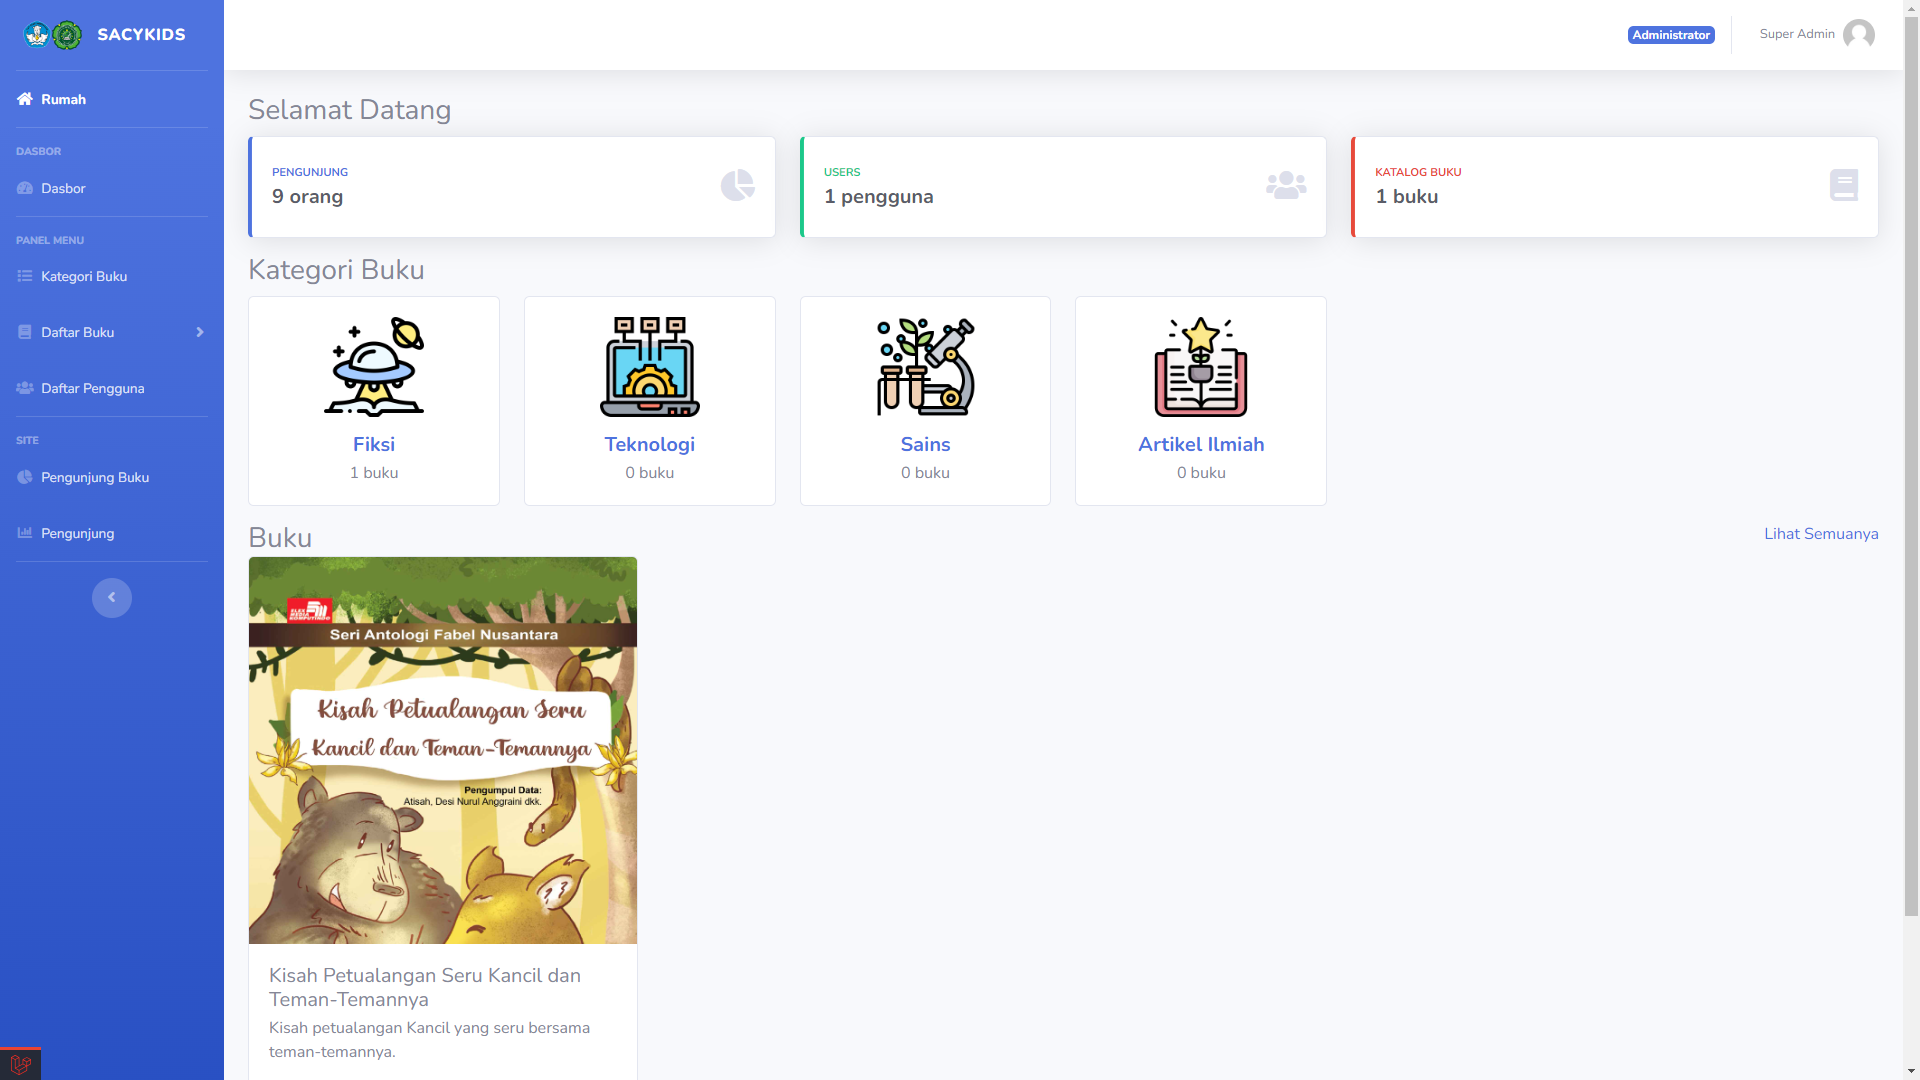 SACYKIDS
Administrator
Super Admin
Rumah
DASBOR
Dasbor
PANEL MENU
Kategori Buku
Daftar Buku
Daftar Pengguna
SITE
Pengunjung Buku
Pengunjung
Selamat Datang
PENGUNJUNG
9 orang
USERS
1 pengguna
KATALOG BUKU
1 buku
Kategori Buku
Fiksi
1 buku
Teknologi
0 buku
Sains
0 buku
Artikel Ilmiah
0 buku
Buku
Lihat Semuanya
ELEX MEDIA KOMPUTINDO
Seri Antologi Fabel Nusantara
Kisah Petualangan Seru
Kancil dan Teman-Temannya
Pengumpul Data:
Atisah, Desi Nurul Anggraini dkk.
Kisah Petualangan Seru Kancil dan
Teman-Temannya
Kisah petualangan Kancil yang seru bersama
teman-temannya.